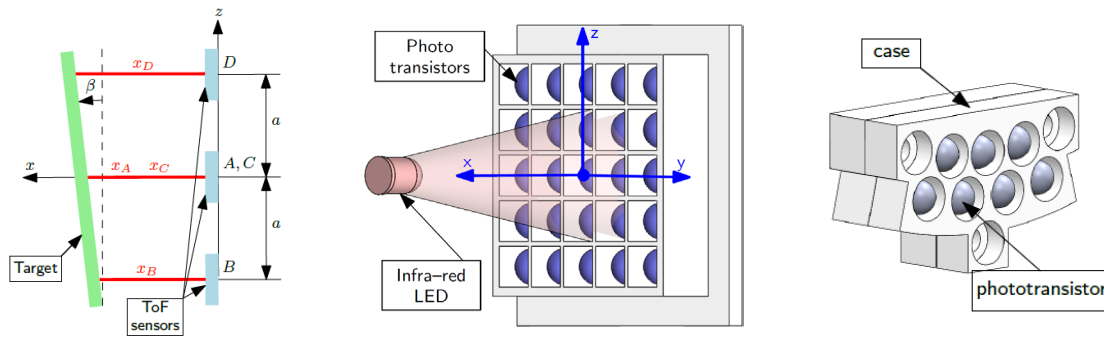 z
x_D
D
β
a
x
x_A
x_C
A, C
a
Target
x_B
B
ToF
sensors
Photo
transistors
z
x
y
Infra–red
LED
case
phototransistor